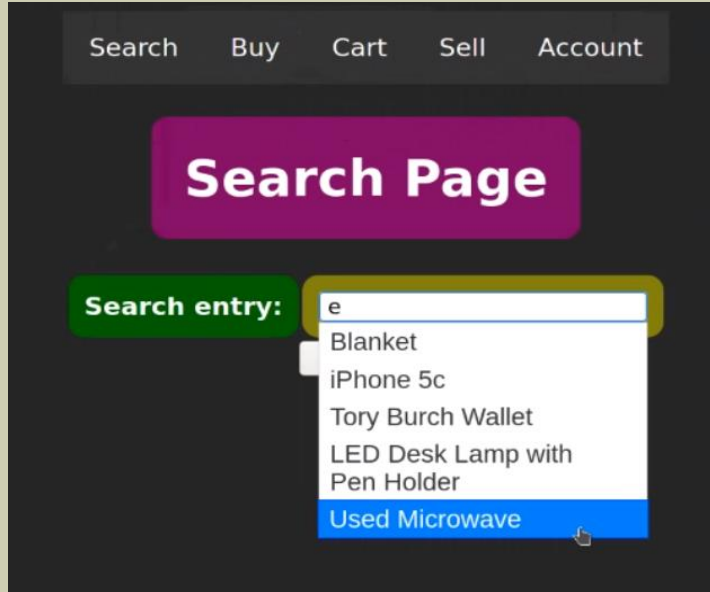 Search Buy Cart Sell Account
Search Page
Search entry: e
Blanket
iPhone 5c
Tory Burch Wallet
LED Desk Lamp with
Pen Holder
Used Microwave